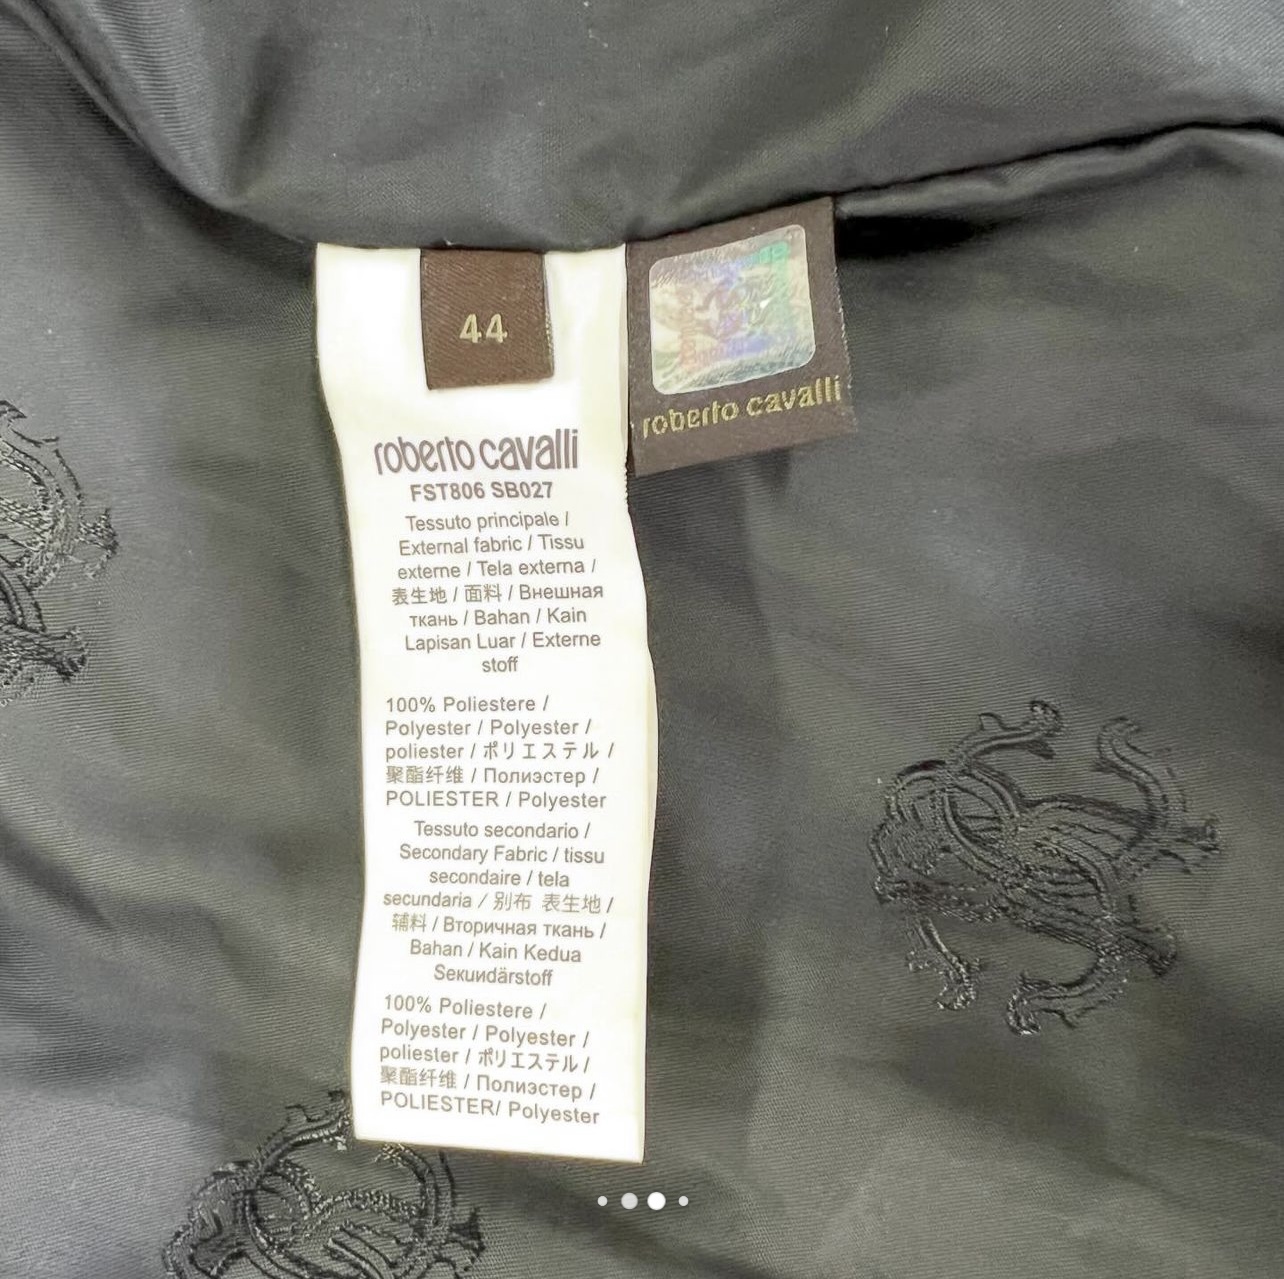 44
roberto cavalli
roberto cavalli
FST806 SB027
Tessuto principale /
External fabric / Tissu
externe / Tela externa /
表生地 / 面料 / Внешная
ткань / Bahan / Kain
Lapisan Luar / Externe
stoff
100% Poliestere /
Polyester / Polyester /
poliester / ポリエステル /
聚酯纤维 / Полиэстер /
POLIESTER / Polyester
Tessuto secondario /
Secondary Fabric / tissu
secondaire / tela
secundaria / 别布 表生地 /
辅料 / Вторичная ткань /
Bahan / Kain Kedua
Sекuиdärstoff
100% Poliestere /
Polyester / Polyester /
poliester / ポリエステル /
聚酯纤维 / Полиэстер /
POLIESTER/ Polyester